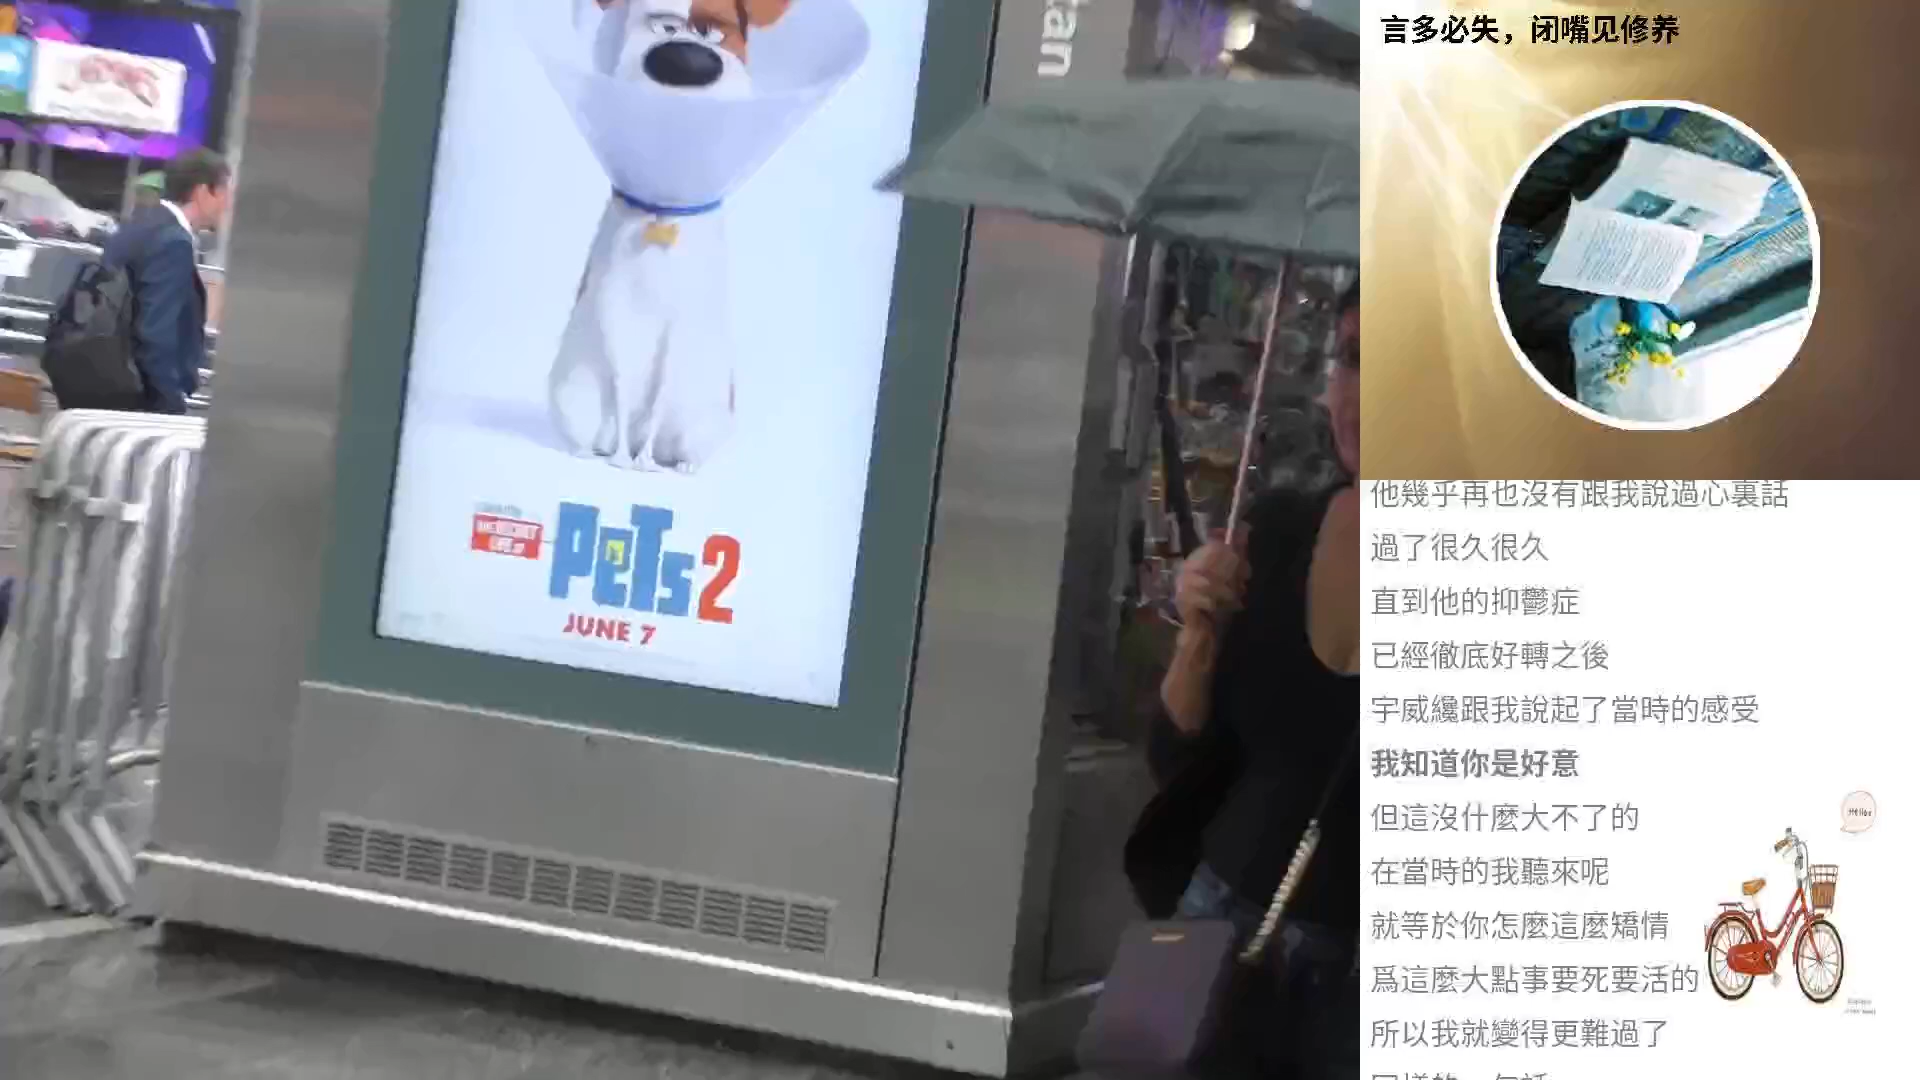 tan
THE SECRET
LIFE OF
PETS 2
JUNE 7
言多必失，闭嘴见修养
他幾乎再也沒有跟我說過心裏話
過了很久很久
直到他的抑鬱症
已經徹底好轉之後
宇威纔跟我說起了當時的感受
我知道你是好意
但這沒什麼大不了的
在當時的我聽來呢
就等於你怎麼這麼矯情
爲這麼大點事要死要活的
所以我就變得更難過了